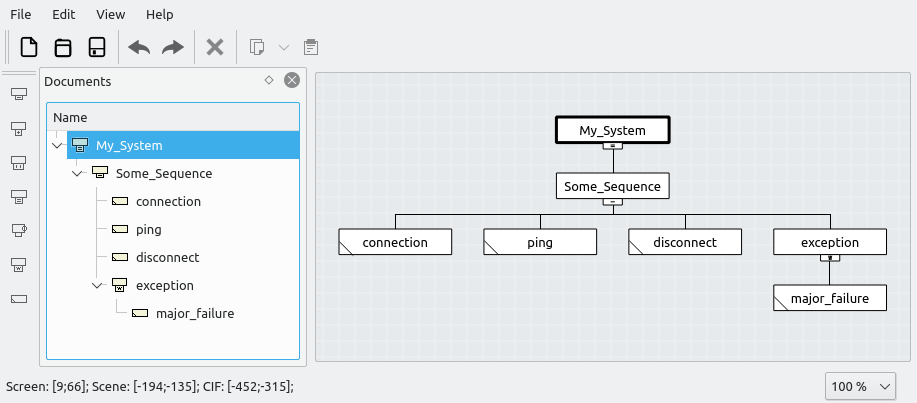 File Edit View Help
Documents
Name
My_System
Some_Sequence
connection
ping
disconnect
exception
major_failure
My_System
Some_Sequence
connection ping disconnect exception
major_failure
Screen: [9;66]; Scene: [-194;-135]; CIF: [-452;-315]; 100 %